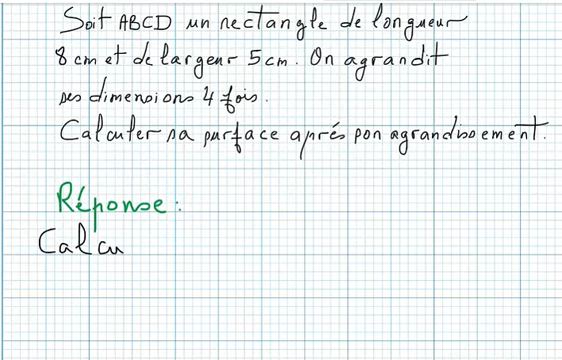 Soit ABCD un rectangle de longueur
8 cm et de largeur 5 cm. On agrandit
ses dimensions 4 fois.
Calculer sa surface aprés son agrandissement.
Réponse :
Calcu